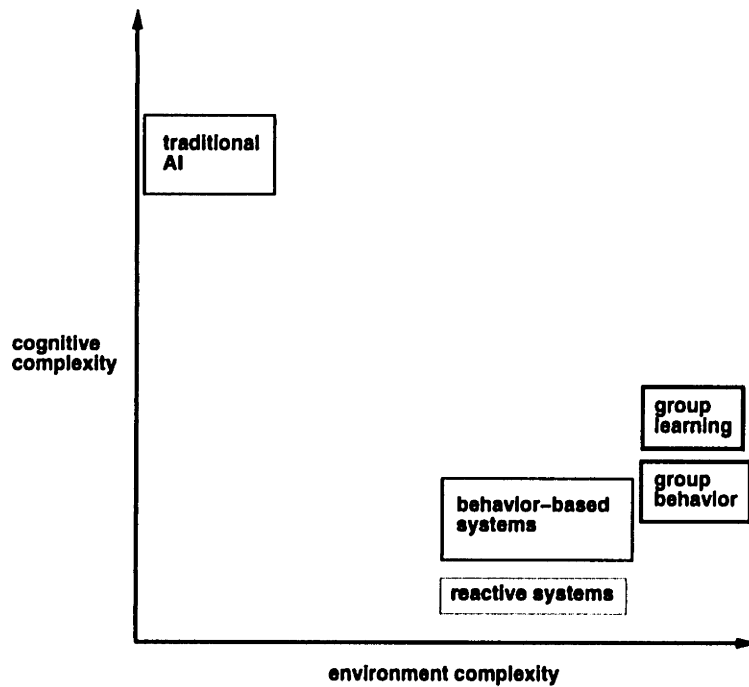 traditional
AI
cognitive
complexity
group
learning
group
behavior
behavior-based
systems
reactive systems
environment complexity